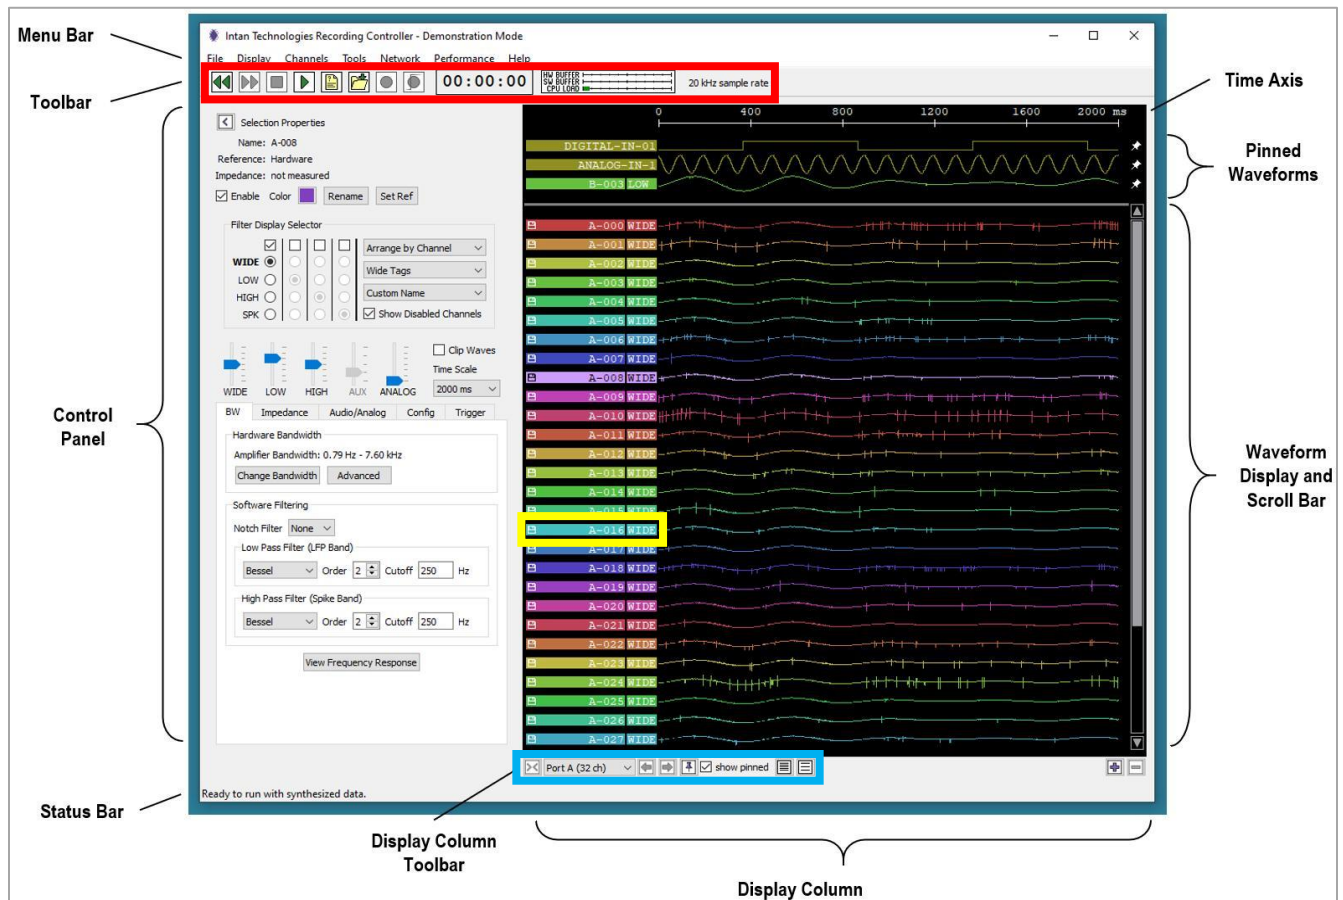 Menu Bar
Toolbar
Control
Panel
Status Bar
Intan Technologies Recording Controller - Demonstration Mode
File Display Channels Tools Network Performance Help
00:00:00
HW BUFFER
SW BUFFER
CPU LOAD
20 kHz sample rate
Selection Properties
Name: A-008
Reference: Hardware
Impedance: not measured
Enable Color Rename Set Ref
Filter Display Selector
Arrange by Channel
WIDE
Wide Tags
LOW
HIGH
Custom Name
SPK
Show Disabled Channels
Clip Waves
Time Scale
2000 ms
WIDE LOW HIGH AUX ANALOG
BW Impedance Audio/Analog Config Trigger
Hardware Bandwidth
Amplifier Bandwidth: 0.79 Hz - 7.60 kHz
Change Bandwidth Advanced
Software Filtering
Notch Filter None
Low Pass Filter (LFP Band)
Bessel Order 2 Cutoff 250 Hz
High Pass Filter (Spike Band)
Bessel Order 2 Cutoff 250 Hz
View Frequency Response
Ready to run with synthesized data.
0 400 800 1200 1600 2000 ms
DIGITAL-IN-01
ANALOG-IN-1
B-003 LOW
A-000 WIDE
A-001 WIDE
A-002 WIDE
A-003 WIDE
A-004 WIDE
A-005 WIDE
A-006 WIDE
A-007 WIDE
A-008 WIDE
A-009 WIDE
A-010 WIDE
A-011 WIDE
A-012 WIDE
A-013 WIDE
A-014 WIDE
A-015 WIDE
A-016 WIDE
A-017 WIDE
A-018 WIDE
A-019 WIDE
A-020 WIDE
A-021 WIDE
A-022 WIDE
A-023 WIDE
A-024 WIDE
A-025 WIDE
A-026 WIDE
A-027 WIDE
Port A (32 ch) show pinned
Time Axis
Pinned
Waveforms
Waveform
Display and
Scroll Bar
Display Column
Toolbar
Display Column